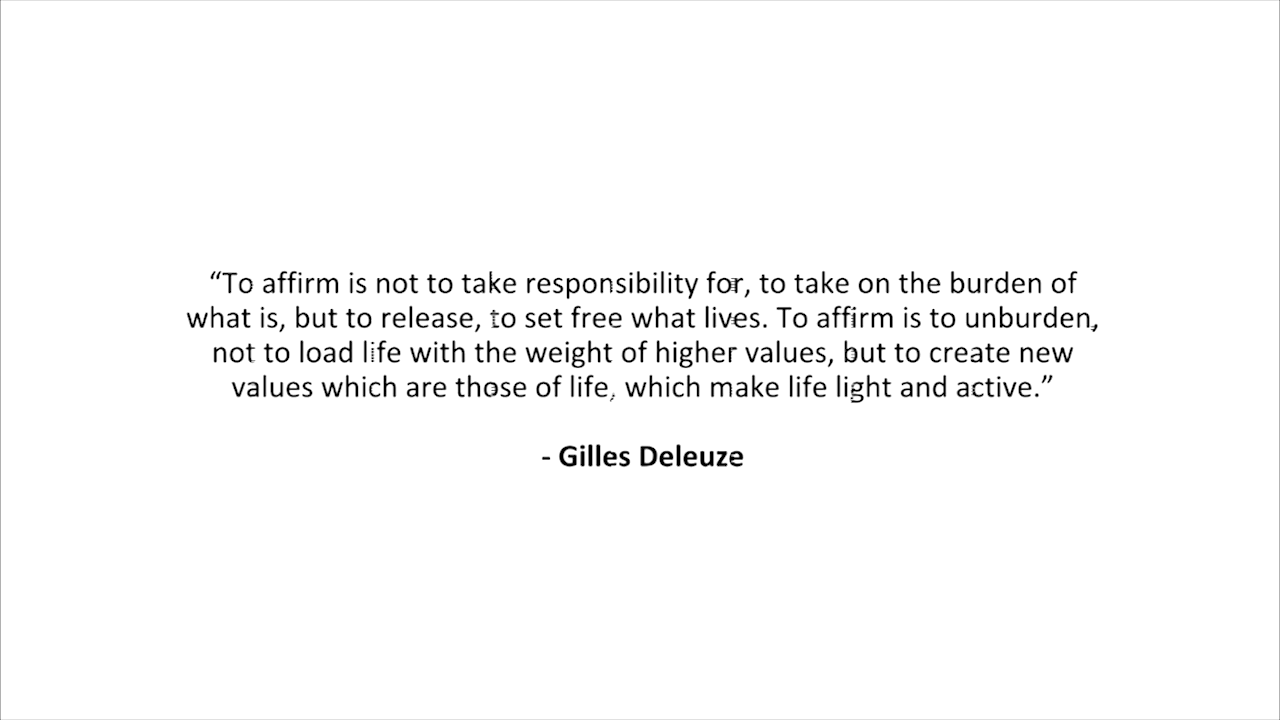 “To affirm is not to take responsibility for, to take on the burden of
what is, but to release, to set free what lives. To affirm is to unburden,
not to load life with the weight of higher values, but to create new
values which are those of life, which make life light and active.”
- Gilles Deleuze